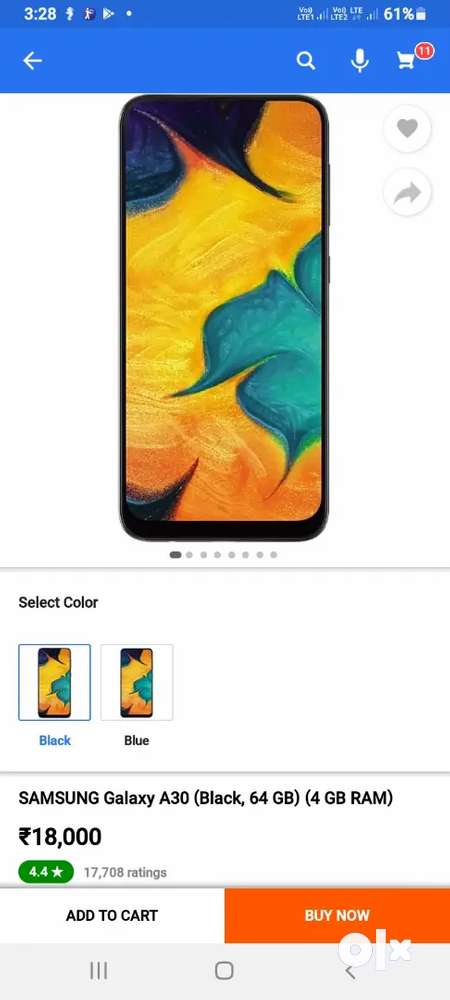 3:28
Vo)) LTE1 Vo)) LTE2 LTE 61%
11
Select Color
Black Blue
SAMSUNG Galaxy A30 (Black, 64 GB) (4 GB RAM)
₹18,000
4.4★ 17,708 ratings
ADD TO CART BUY NOW
olx